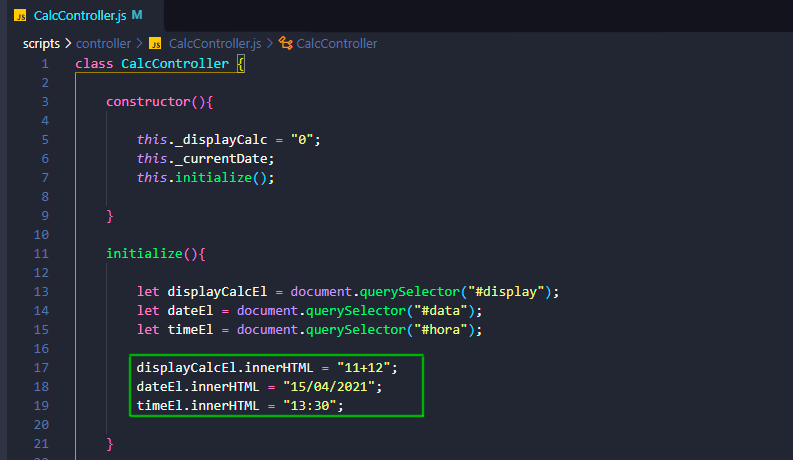 JS CalcController.js M
scripts > controller > JS CalcController.js > CalcController
1 class CalcController {
2
3 constructor(){
4
5 this._displayCalc = "0";
6 this._currentDate;
7 this.initialize();
8
9 }
10
11 initialize(){
12
13 let displayCalcEl = document.querySelector("#display");
14 let dateEl = document.querySelector("#data");
15 let timeEl = document.querySelector("#hora");
16
17 displayCalcEl.innerHTML = "11+12";
18 dateEl.innerHTML = "15/04/2021";
19 timeEl.innerHTML = "13:30";
20
21 }